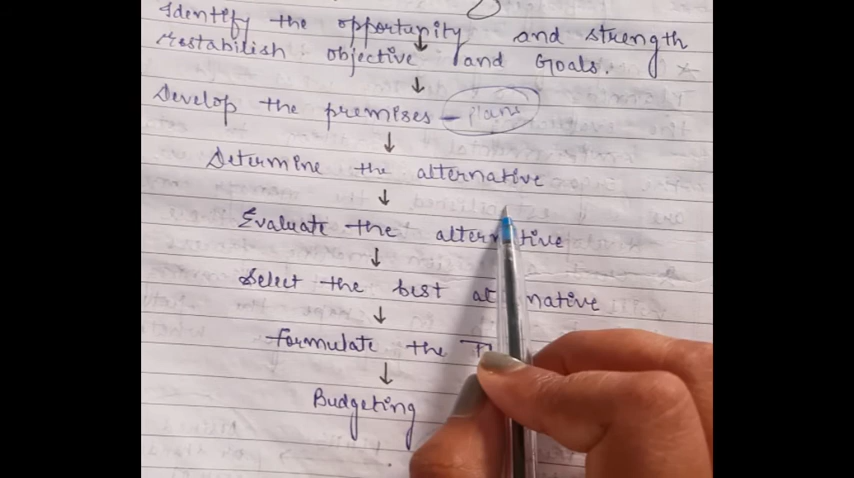 Identify the opportunity and strength
Establish objective and Goals.
↓
Develop the premises - plans
↓
Determine the alternative
↓
Evaluate the alternative
↓
Select the best alternative
↓
formulate the
↓
Budgeting